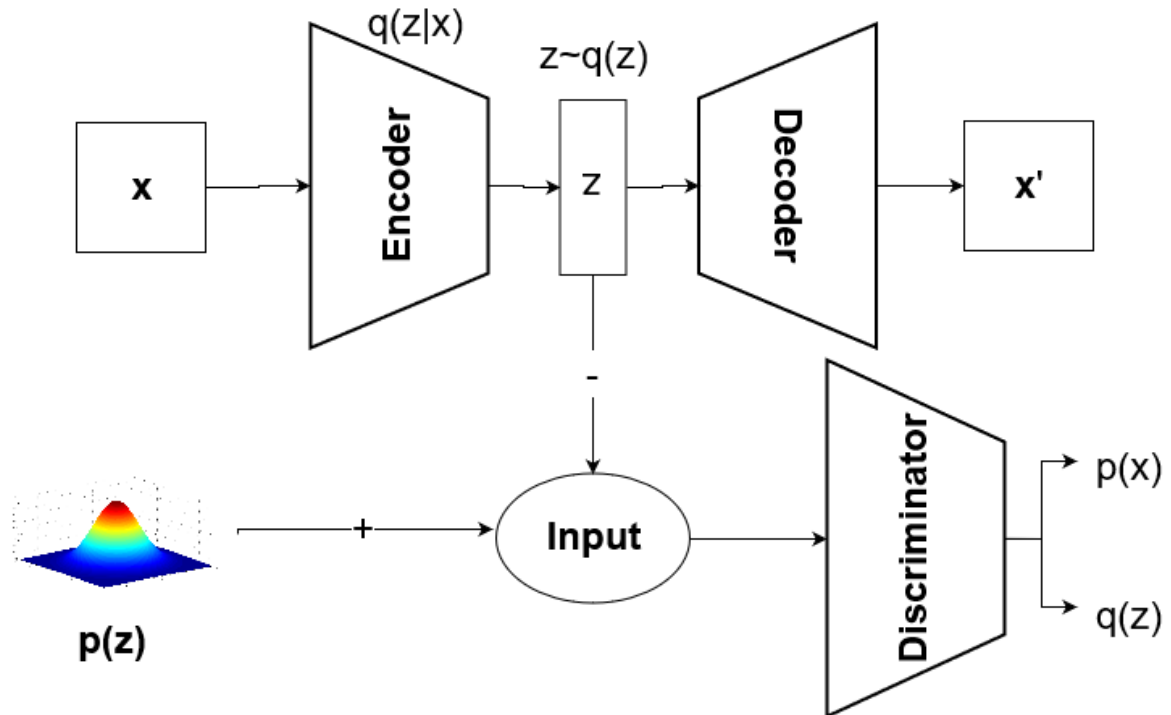 q(z|x)
z~q(z)
x
Encoder
z
Decoder
x'
-
+
Input
Discriminator
p(x)
q(z)
p(z)